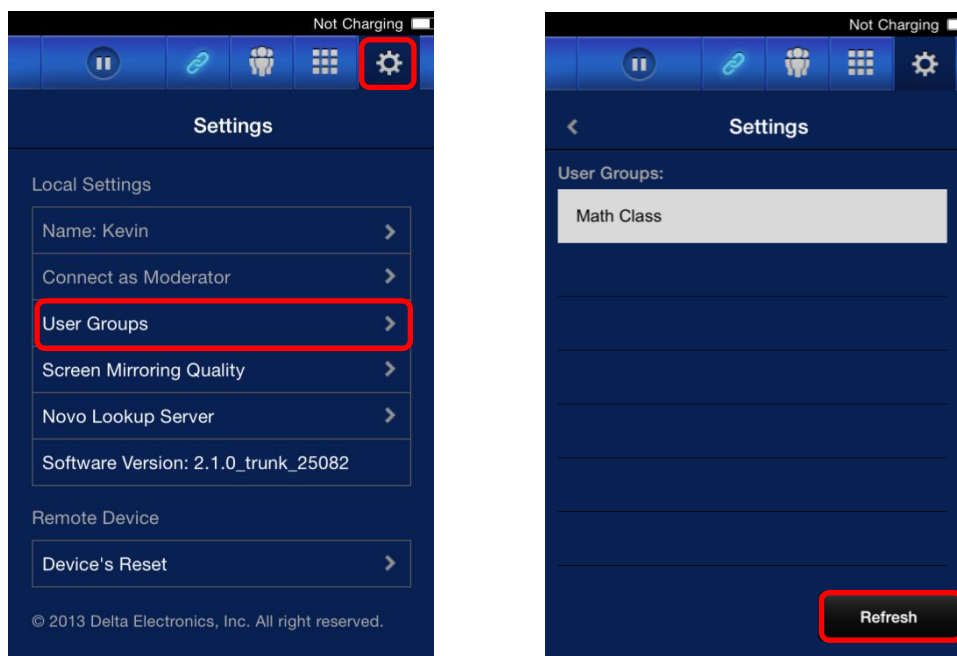 Not Charging
Settings
Local Settings
Name: Kevin
Connect as Moderator
User Groups
Screen Mirroring Quality
Novo Lookup Server
Software Version: 2.1.0_trunk_25082
Remote Device
Device's Reset
© 2013 Delta Electronics, Inc. All right reserved.
Not Charging
Settings
User Groups:
Math Class
Refresh